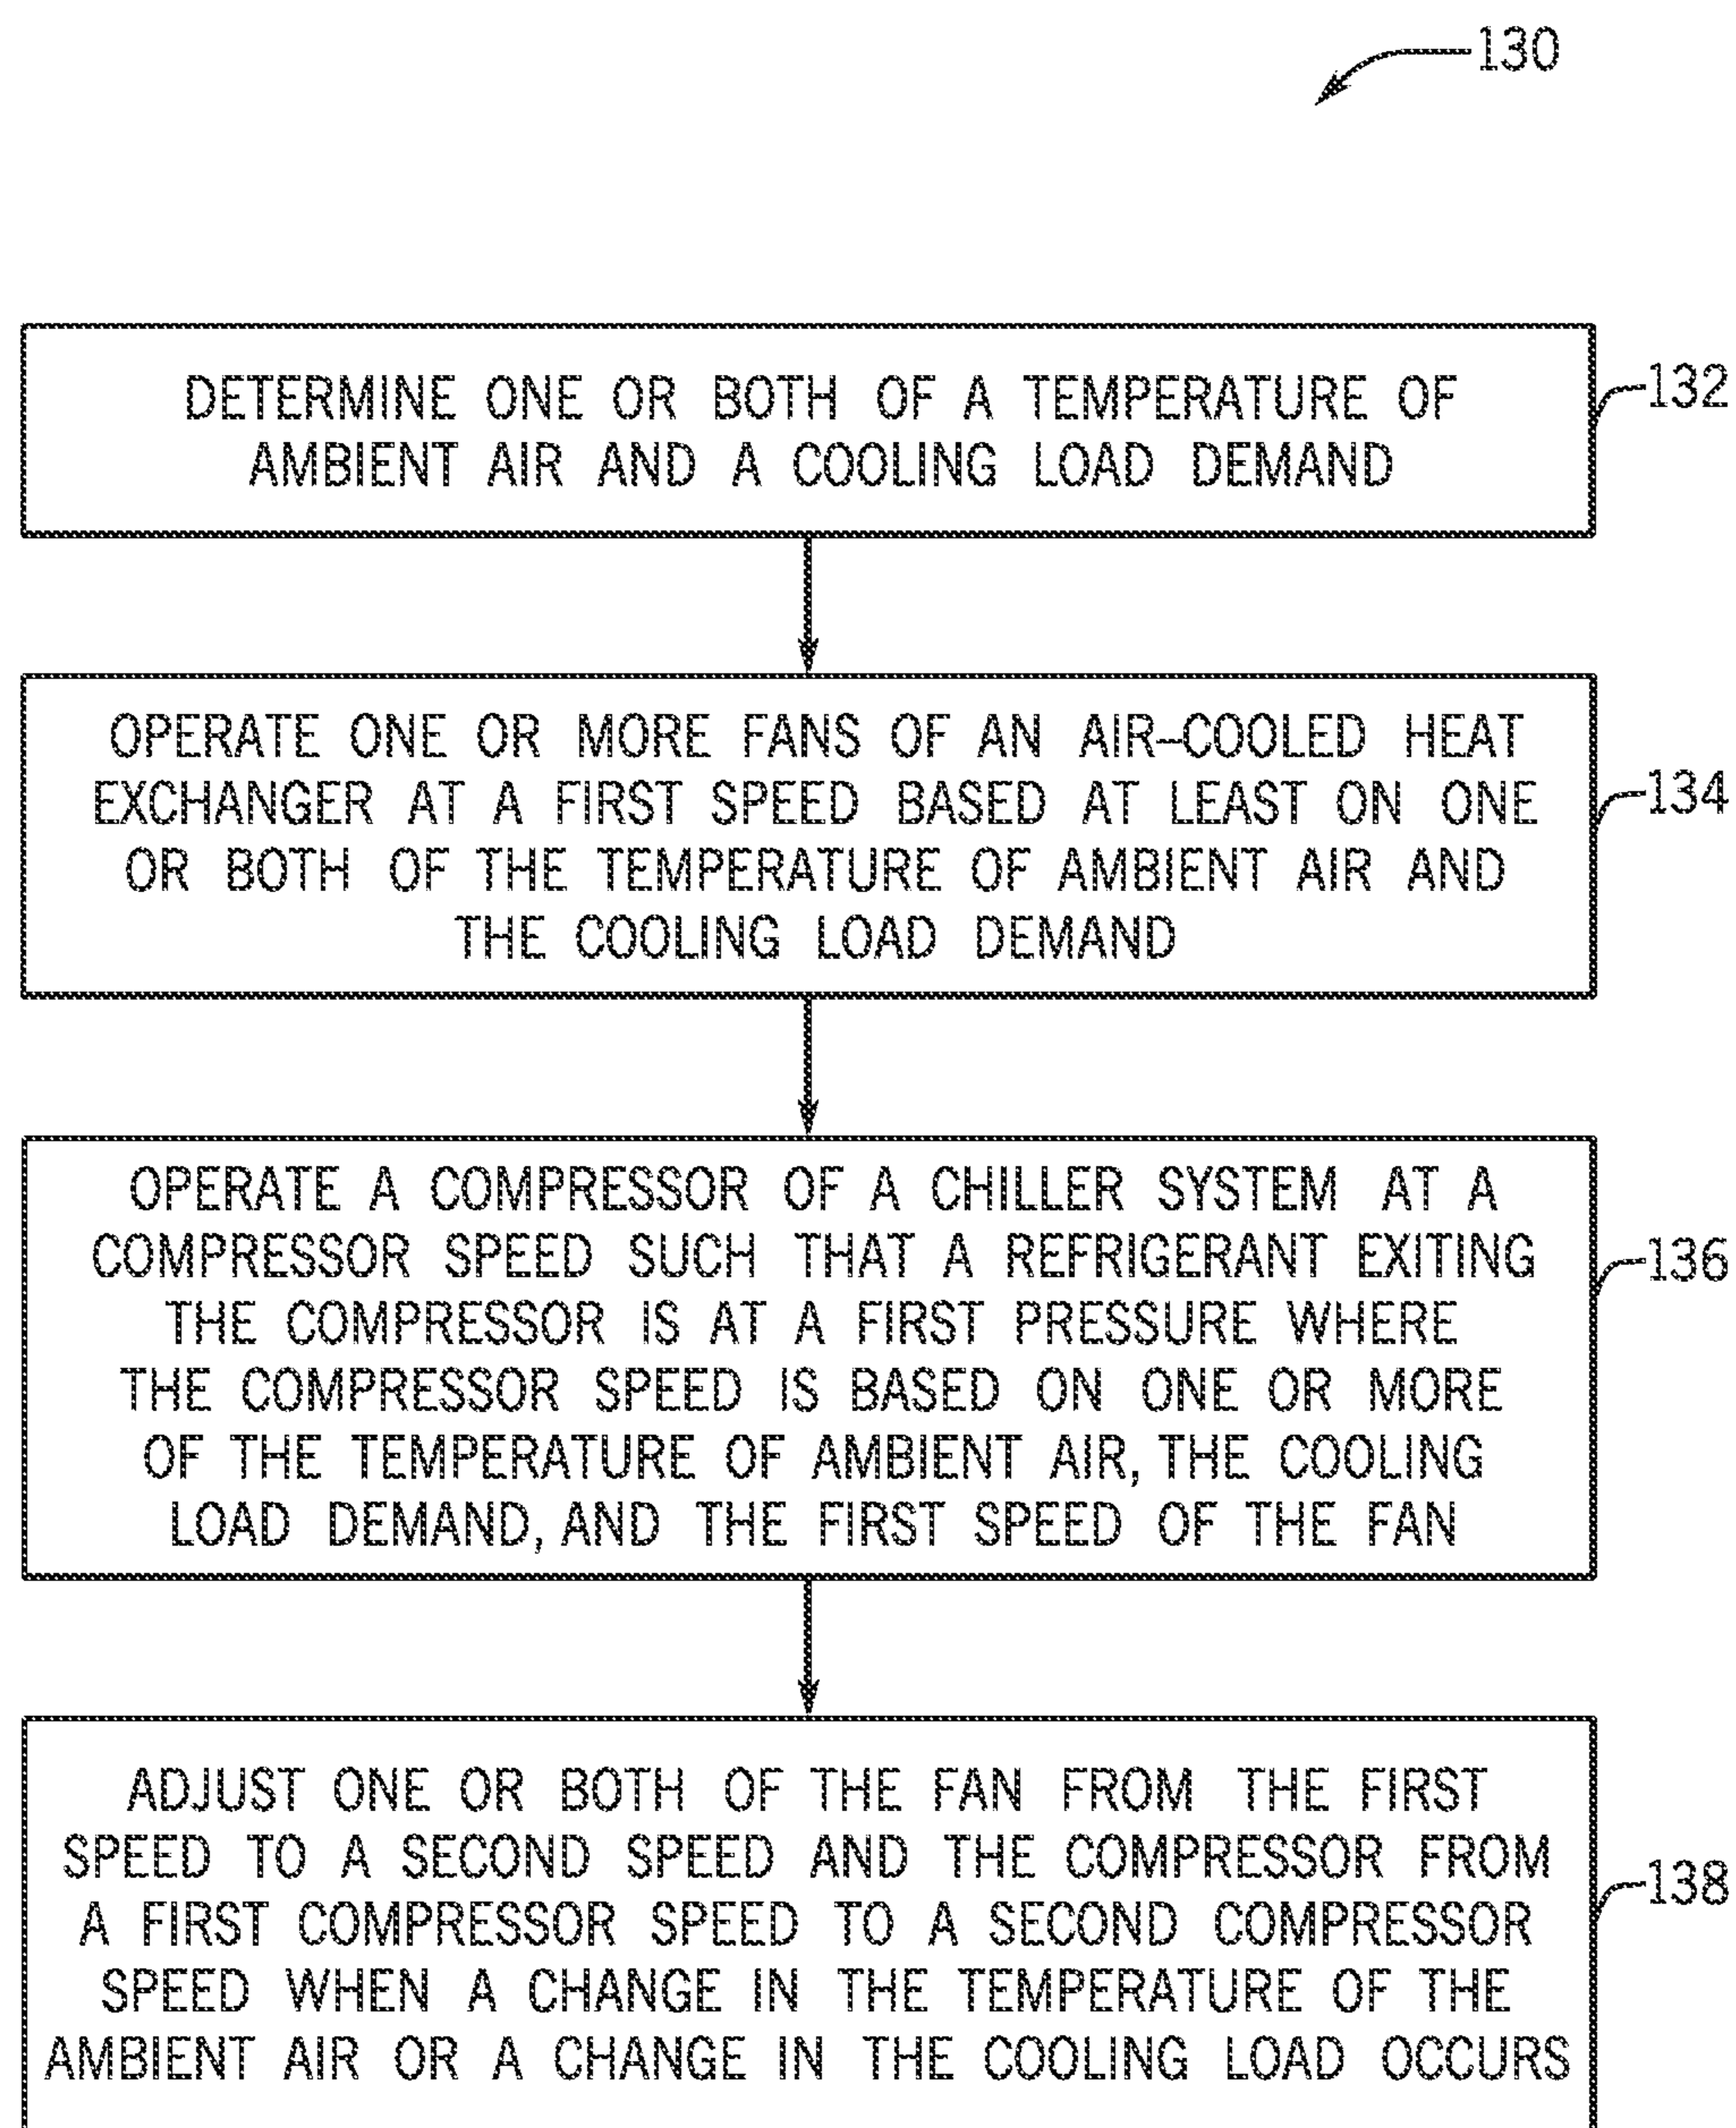 130
DETERMINE ONE OR BOTH OF A TEMPERATURE OF
AMBIENT AIR AND A COOLING LOAD DEMAND
132
OPERATE ONE OR MORE FANS OF AN AIR–COOLED HEAT
EXCHANGER AT A FIRST SPEED BASED AT LEAST ON ONE
OR BOTH OF THE TEMPERATURE OF AMBIENT AIR AND
THE COOLING LOAD DEMAND
134
OPERATE A COMPRESSOR OF A CHILLER SYSTEM AT A
COMPRESSOR SPEED SUCH THAT A REFRIGERANT EXITING
THE COMPRESSOR IS AT A FIRST PRESSURE WHERE
THE COMPRESSOR SPEED IS BASED ON ONE OR MORE
OF THE TEMPERATURE OF AMBIENT AIR, THE COOLING
LOAD DEMAND, AND THE FIRST SPEED OF THE FAN
136
ADJUST ONE OR BOTH OF THE FAN FROM THE FIRST
SPEED TO A SECOND SPEED AND THE COMPRESSOR FROM
A FIRST COMPRESSOR SPEED TO A SECOND COMPRESSOR
SPEED WHEN A CHANGE IN THE TEMPERATURE OF THE
AMBIENT AIR OR A CHANGE IN THE COOLING LOAD OCCURS
138